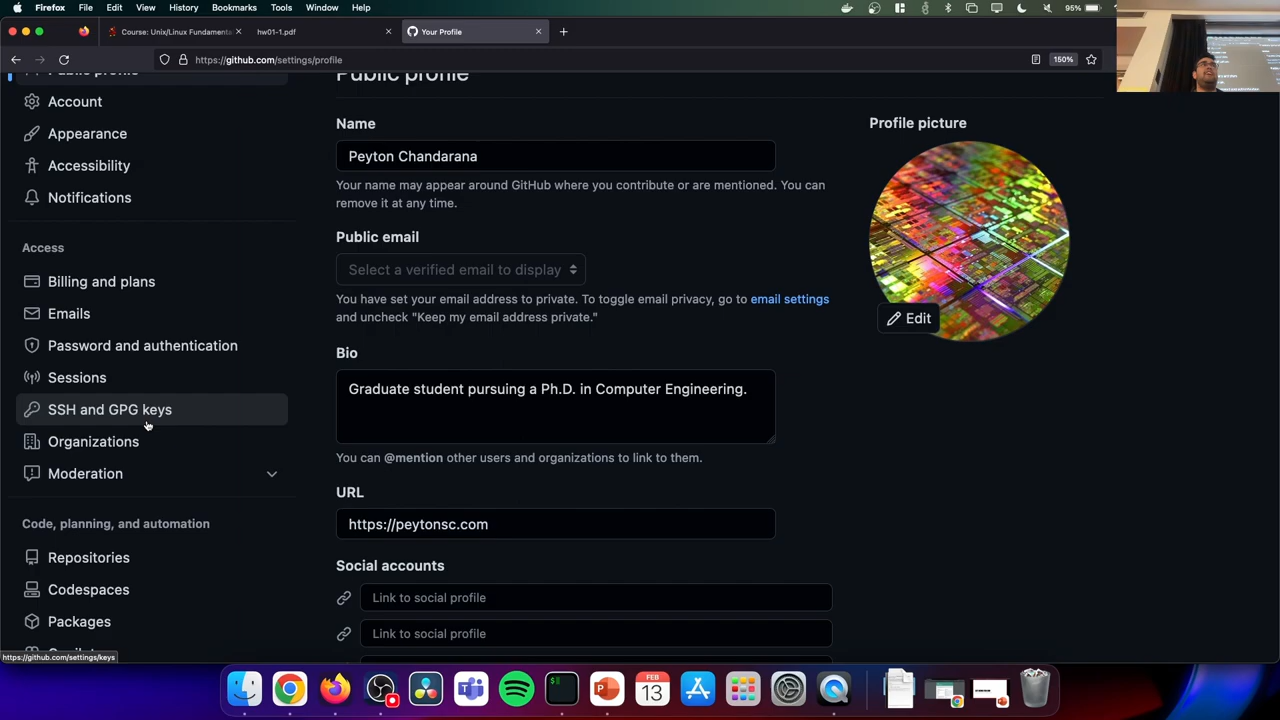 Firefox File Edit View History Bookmarks Tools Window Help
95%
Course: Unix/Linux Fundamenta
hw01-1.pdf
Your Profile
https://github.com/settings/profile
150%
Public profile
Account
Appearance
Accessibility
Notifications
Access
Billing and plans
Emails
Password and authentication
Sessions
SSH and GPG keys
Organizations
Moderation
Code, planning, and automation
Repositories
Codespaces
Packages
Public profile
Name
Peyton Chandarana
Your name may appear around GitHub where you contribute or are mentioned. You can
remove it at any time.
Public email
Select a verified email to display
You have set your email address to private. To toggle email privacy, go to email settings
and uncheck "Keep my email address private."
Bio
Graduate student pursuing a Ph.D. in Computer Engineering.
You can @mention other users and organizations to link to them.
URL
https://peytonsc.com
Social accounts
Link to social profile
Link to social profile
Profile picture
Edit
https://github.com/settings/keys
FEB
13